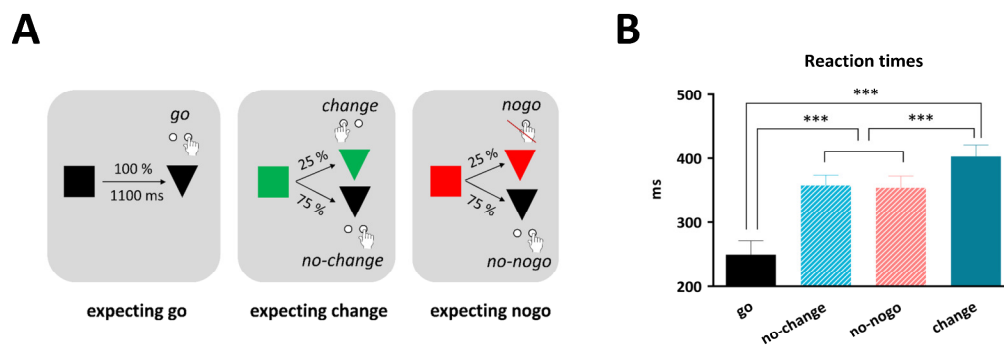 A
go
100 %
1100 ms
expecting go
change
25 %
75 %
no-change
expecting change
nogo
25 %
75 %
no-nogo
expecting nogo
B
Reaction times
ms
500
400
300
200
***
***
***
go
no-change
no-nogo
change